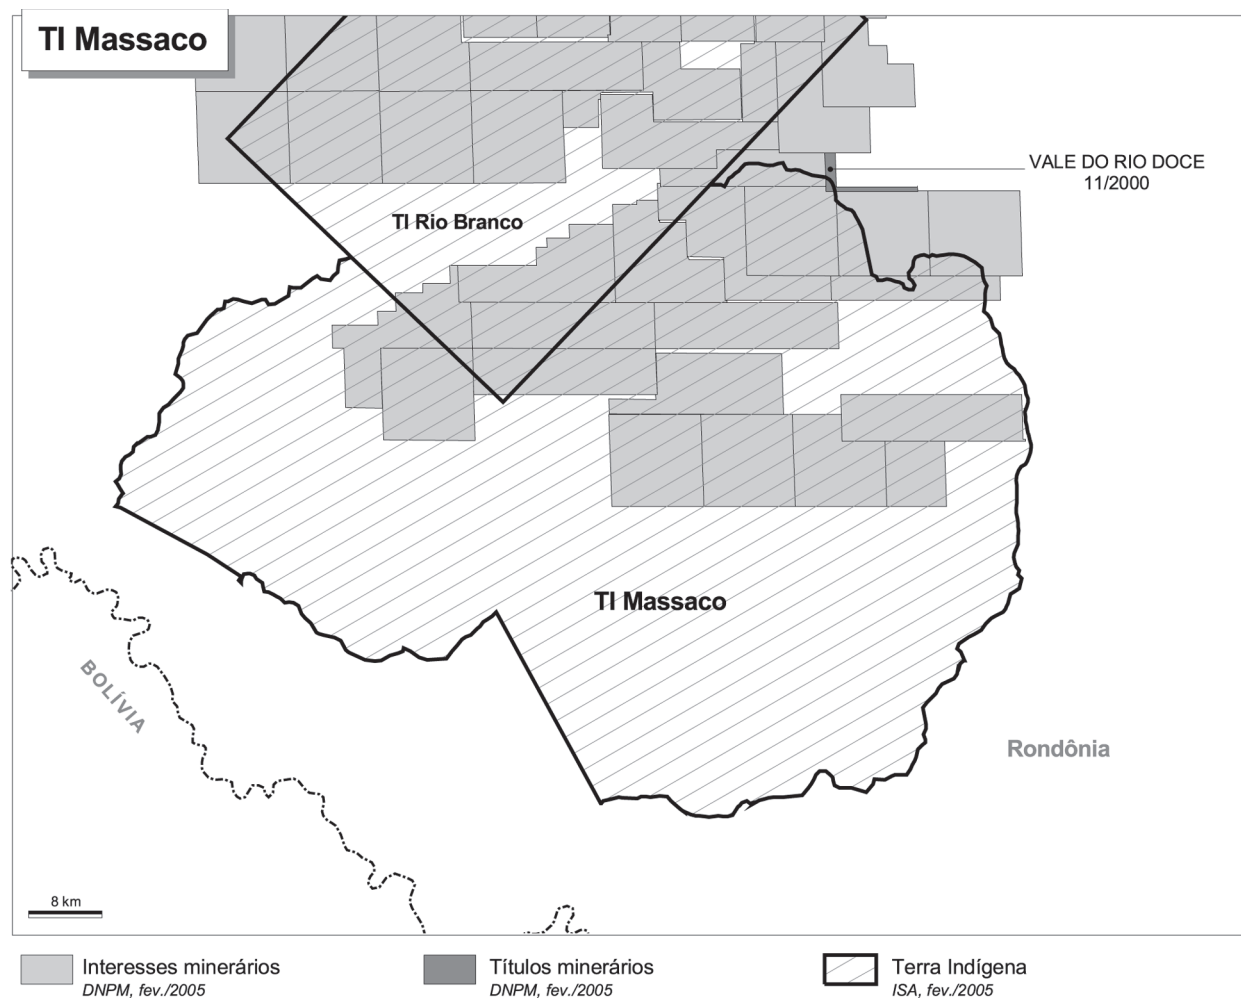 TI Massaco
VALE DO RIO DOCE
11/2000
TI Rio Branco
TI Massaco
BOLÍVIA
Rondônia
8 km
Interesses minerários
DNPM, fev./2005
Títulos minerários
DNPM, fev./2005
Terra Indígena
ISA, fev./2005